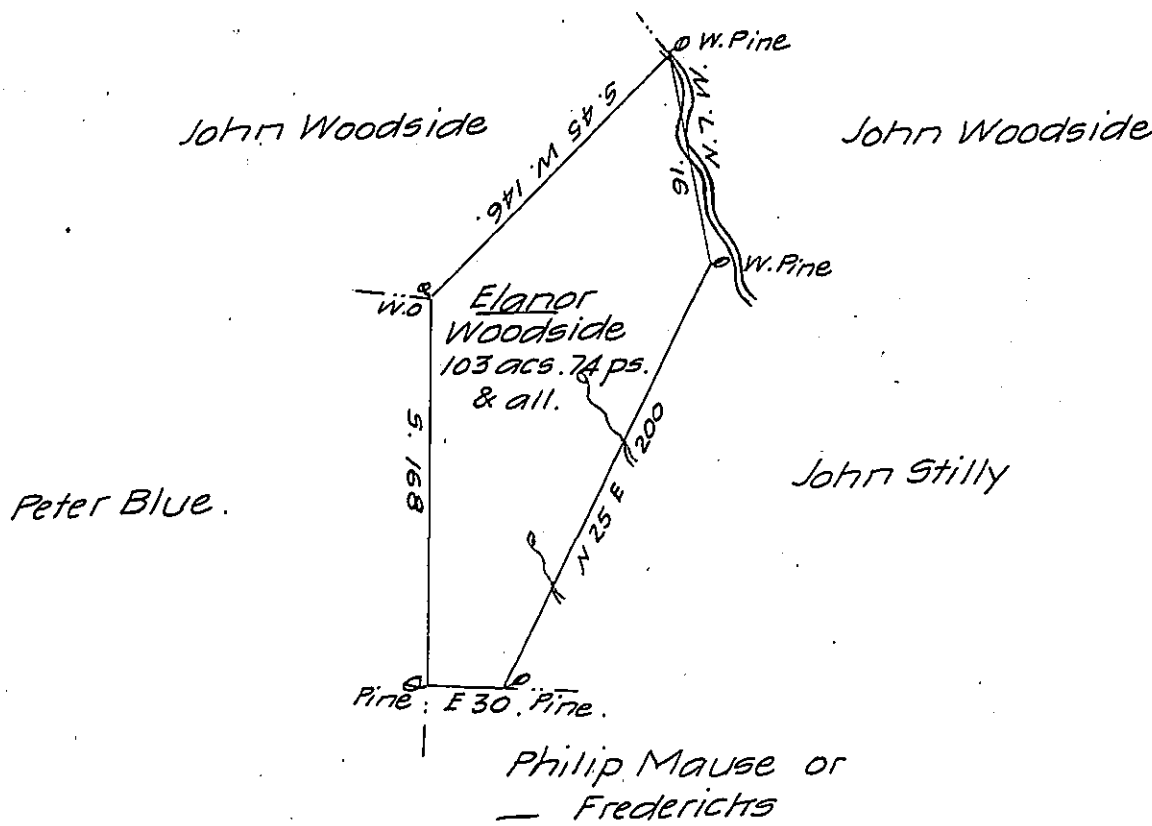 W. Pine
John Woodside
S. 45 W. 146.
N. 7. W.
91.
John Woodside
W. Pine
W.O
Elanor
Woodside
103 acs. 74 ps.
& all.
S. 168
N 25 E 200
John Stilly
Peter Blue.
Pine. E 30. Pine.
Philip Mause or
— Fredericks